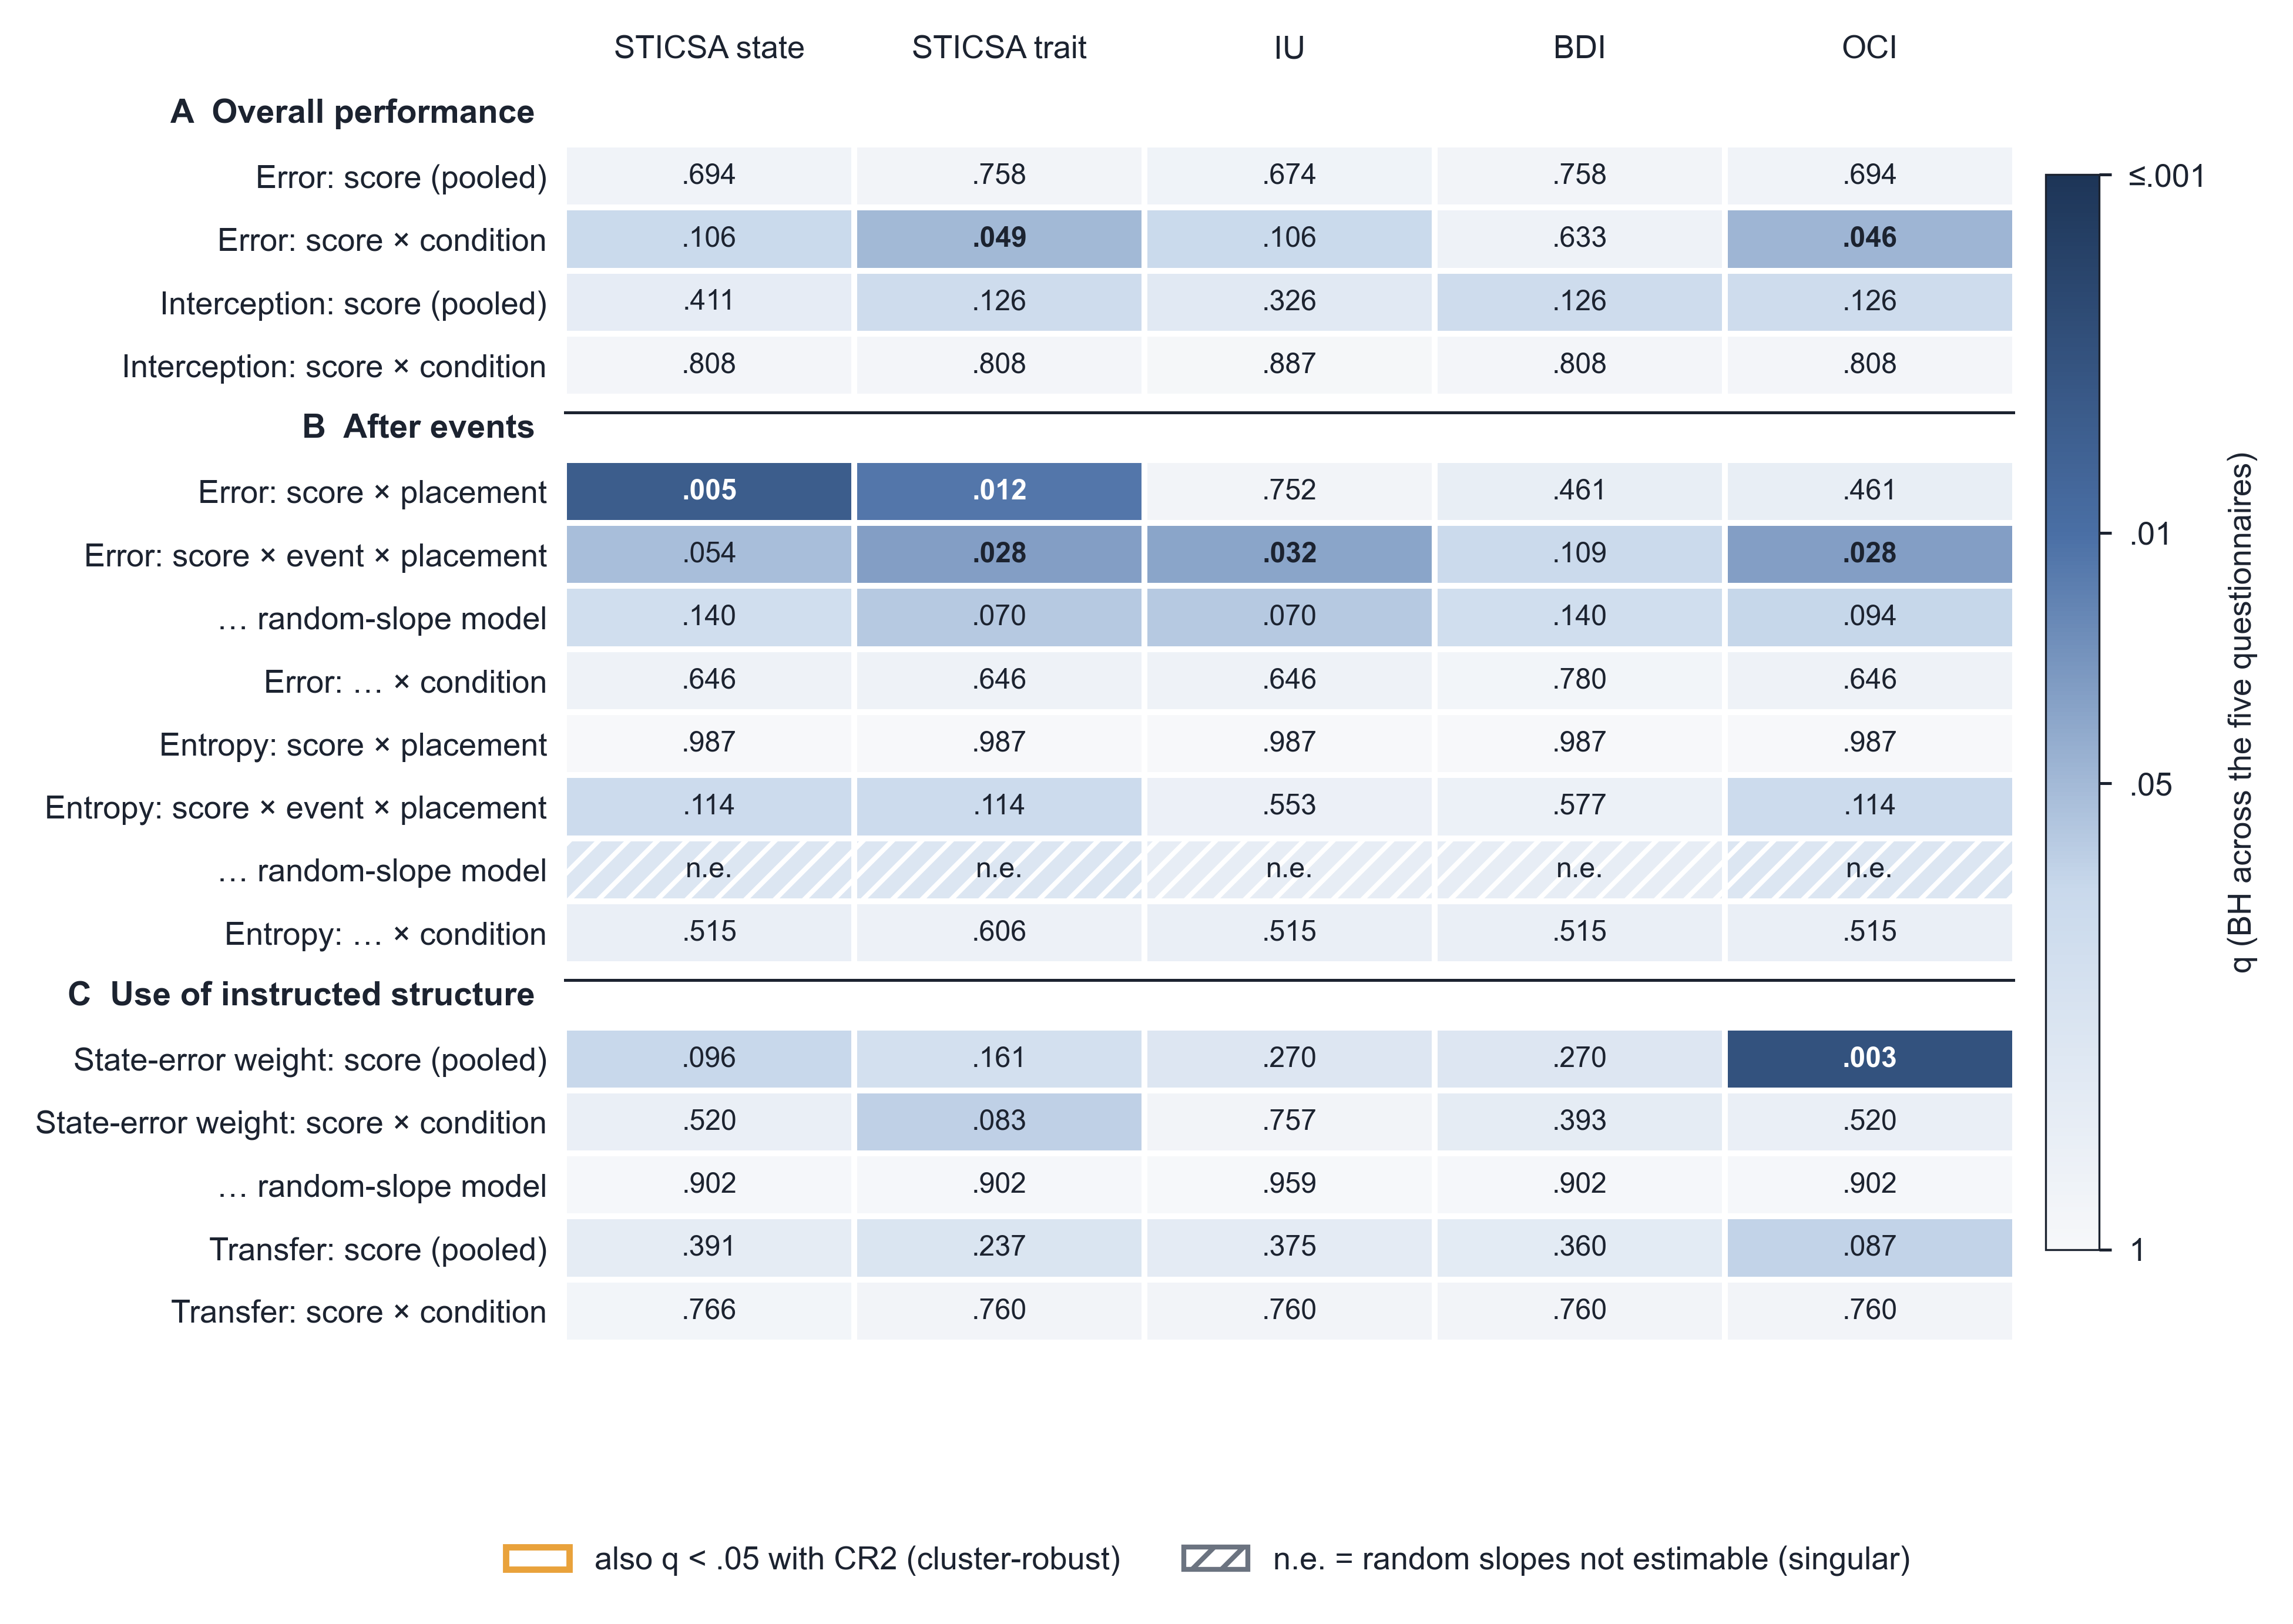 STICSA state STICSA trait IU BDI OCI
A Overall performance
Error: score (pooled) .694 .758 .674 .758 .694
Error: score × condition .106 .049 .106 .633 .046
Interception: score (pooled) .411 .126 .326 .126 .126
Interception: score × condition .808 .808 .887 .808 .808
B After events
Error: score × placement .005 .012 .752 .461 .461
Error: score × event × placement .054 .028 .032 .109 .028
… random-slope model .140 .070 .070 .140 .094
Error: … × condition .646 .646 .646 .780 .646
Entropy: score × placement .987 .987 .987 .987 .987
Entropy: score × event × placement .114 .114 .553 .577 .114
… random-slope model n.e. n.e. n.e. n.e. n.e.
Entropy: … × condition .515 .606 .515 .515 .515
C Use of instructed structure
State-error weight: score (pooled) .096 .161 .270 .270 .003
State-error weight: score × condition .520 .083 .757 .393 .520
… random-slope model .902 .902 .959 .902 .902
Transfer: score (pooled) .391 .237 .375 .360 .087
Transfer: score × condition .766 .760 .760 .760 .760
≤.001
.01
.05
1
q (BH across the five questionnaires)
also q < .05 with CR2 (cluster-robust)
n.e. = random slopes not estimable (singular)